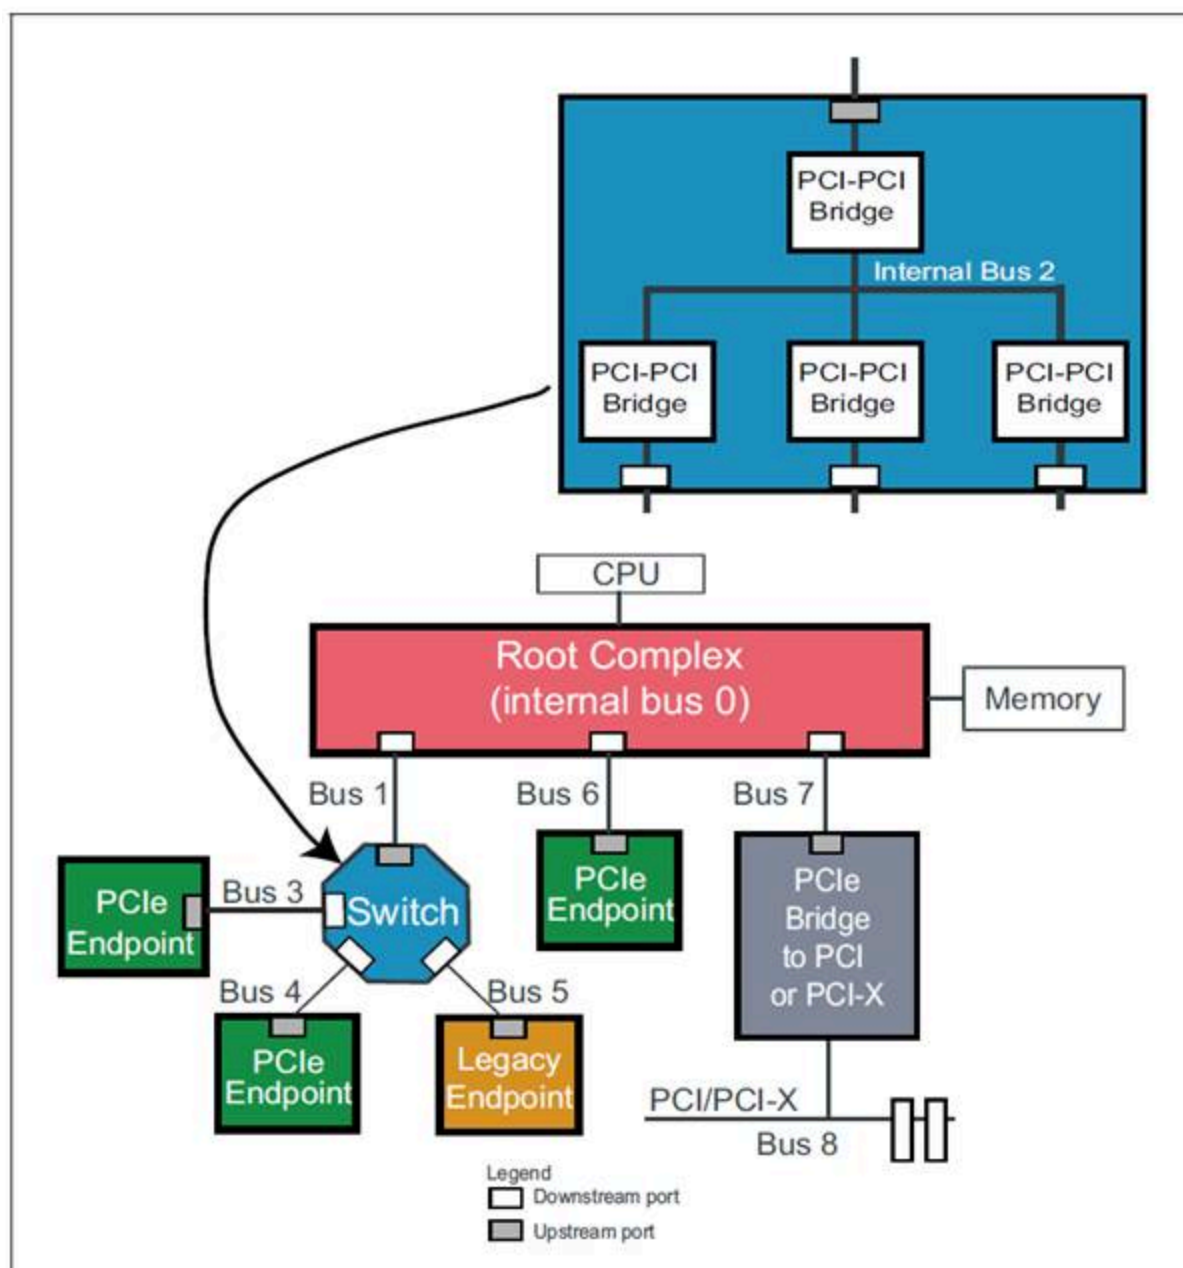 PCI-PCI
Bridge
Internal Bus 2
PCI-PCI
Bridge
PCI-PCI
Bridge
PCI-PCI
Bridge
CPU
Root Complex
(internal bus 0)
Memory
Bus 1
Bus 6
Bus 7
PCIe
Endpoint
Bus 3
Switch
PCIe
Endpoint
PCIe
Bridge
to PCI
or PCI-X
Bus 4
Bus 5
PCIe
Endpoint
Legacy
Endpoint
PCI/PCI-X
Bus 8
Legend
Downstream port
Upstream port